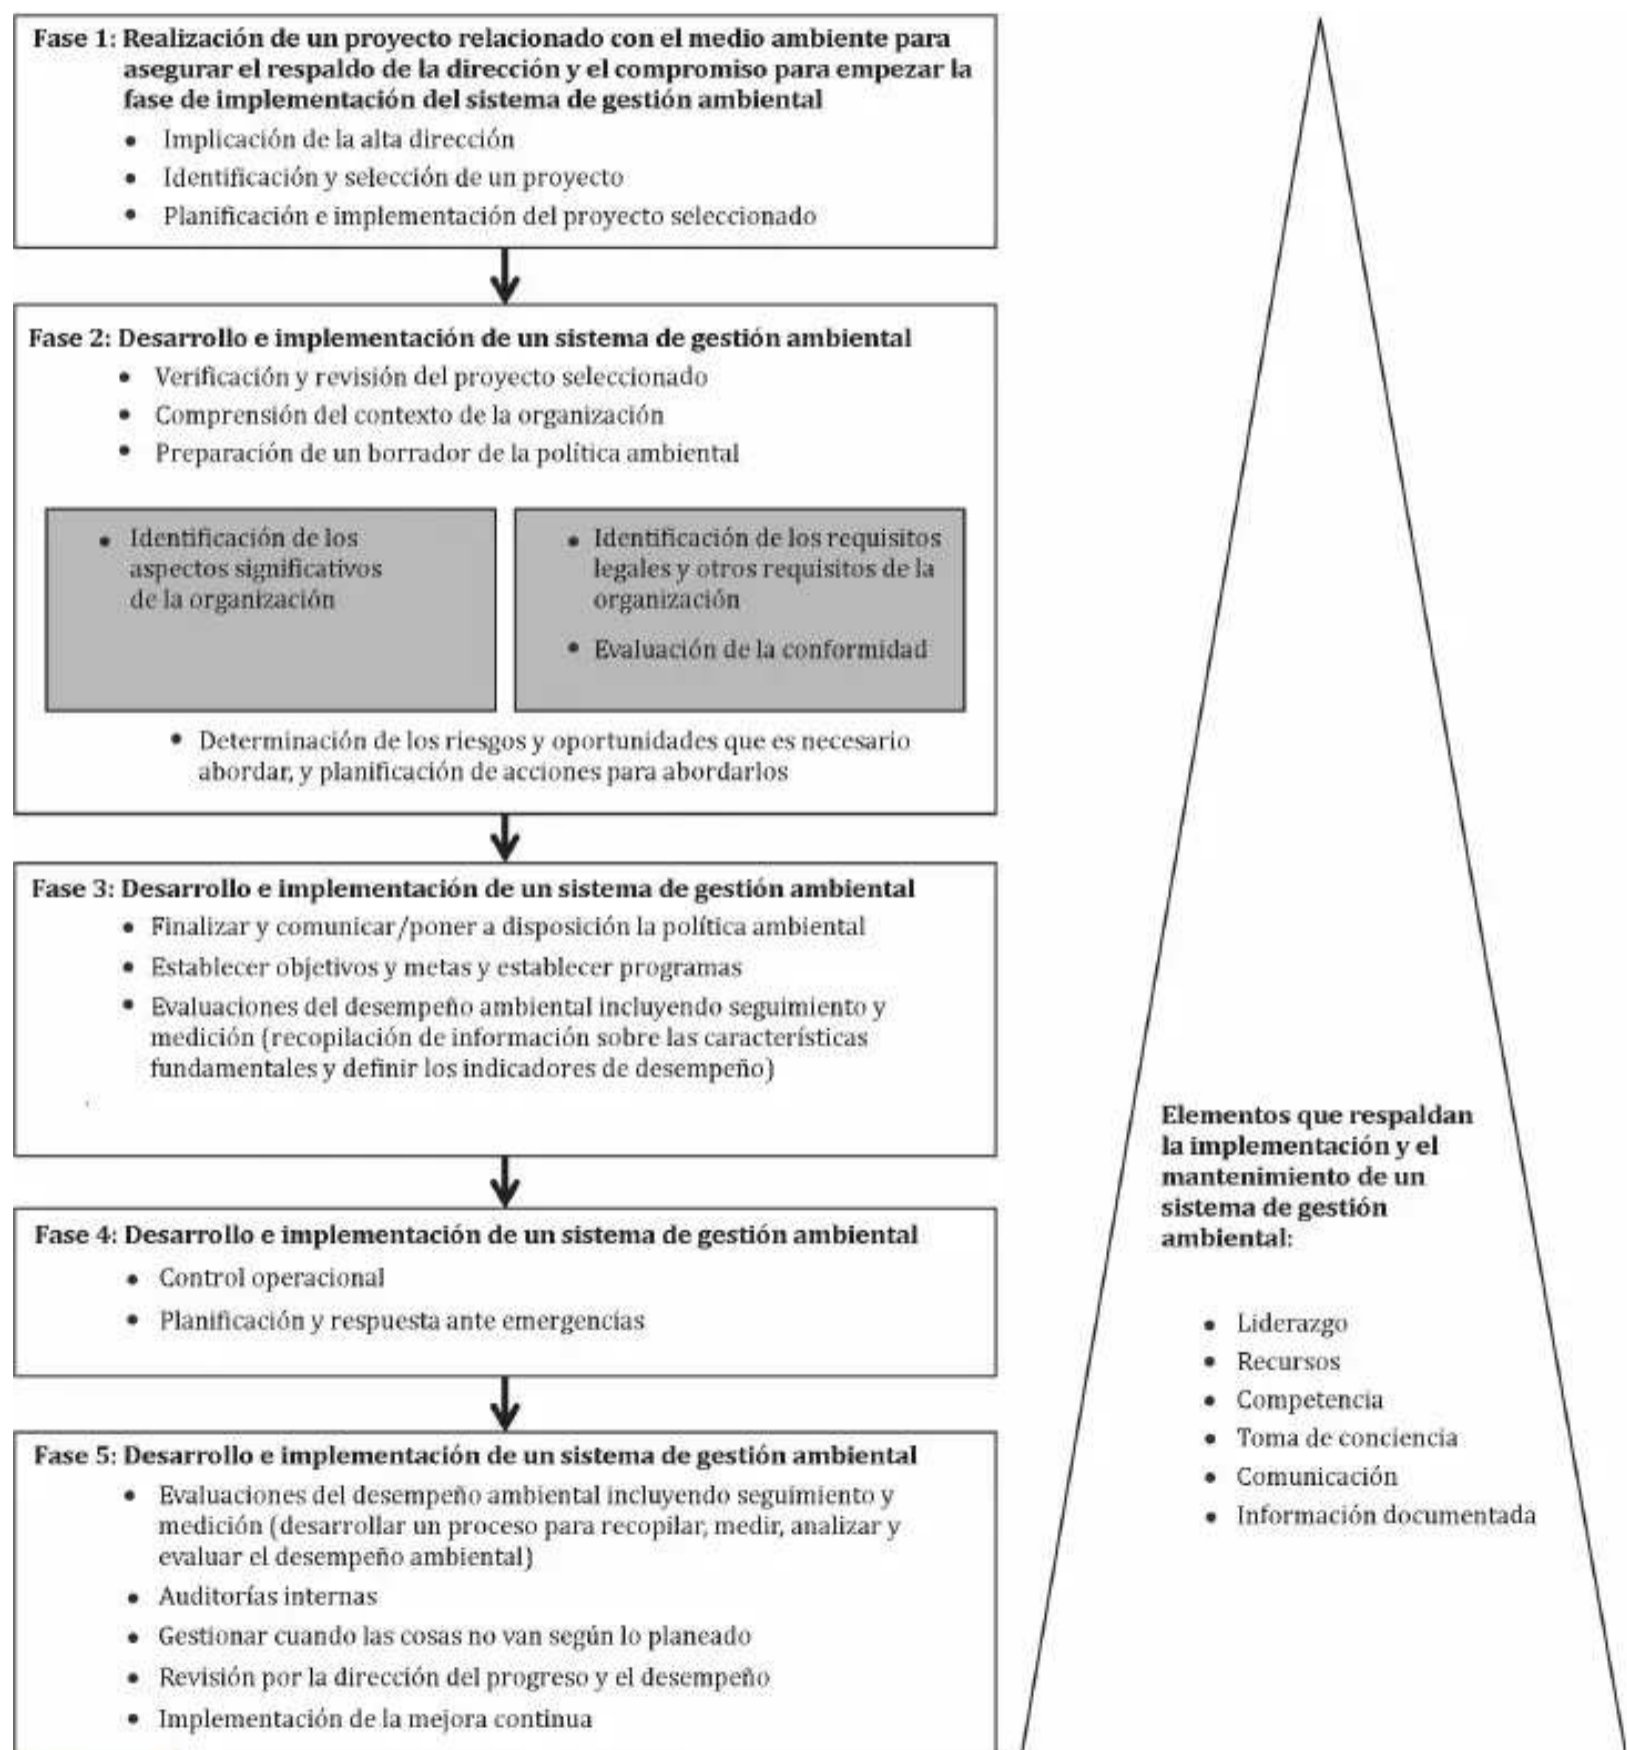 Fase 1: Realización de un proyecto relacionado con el medio ambiente para
asegurar el respaldo de la dirección y el compromiso para empezar la
fase de implementación del sistema de gestión ambiental
• Implicación de la alta dirección
• Identificación y selección de un proyecto
• Planificación e implementación del proyecto seleccionado
Fase 2: Desarrollo e implementación de un sistema de gestión ambiental
• Verificación y revisión del proyecto seleccionado
• Comprensión del contexto de la organización
• Preparación de un borrador de la política ambiental
• Identificación de los
aspectos significativos
de la organización
• Identificación de los requisitos
legales y otros requisitos de la
organización
• Evaluación de la conformidad
• Determinación de los riesgos y oportunidades que es necesario
abordar, y planificación de acciones para abordarlos
Fase 3: Desarrollo e implementación de un sistema de gestión ambiental
• Finalizar y comunicar/poner a disposición la política ambiental
• Establecer objetivos y metas y establecer programas
• Evaluaciones del desempeño ambiental incluyendo seguimiento y
medición (recopilación de información sobre las características
fundamentales y definir los indicadores de desempeño)
Fase 4: Desarrollo e implementación de un sistema de gestión ambiental
• Control operacional
• Planificación y respuesta ante emergencias
Fase 5: Desarrollo e implementación de un sistema de gestión ambiental
• Evaluaciones del desempeño ambiental incluyendo seguimiento y
medición (desarrollar un proceso para recopilar, medir, analizar y
evaluar el desempeño ambiental)
• Auditorías internas
• Gestionar cuando las cosas no van según lo planeado
• Revisión por la dirección del progreso y el desempeño
• Implementación de la mejora continua
Elementos que respaldan
la implementación y el
mantenimiento de un
sistema de gestión
ambiental:
• Liderazgo
• Recursos
• Competencia
• Toma de conciencia
• Comunicación
• Información documentada